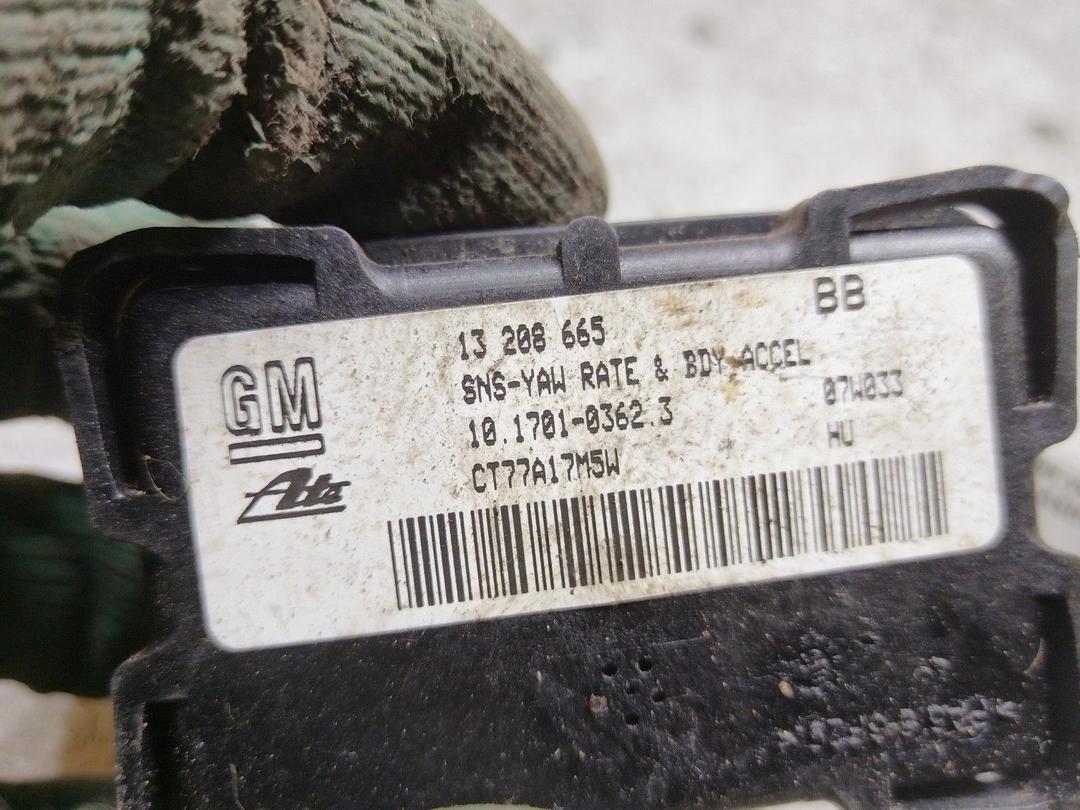 BB
13 208 665
SNS-YAW RATE & BDY ACCEL
GM
10.1701-0362.3
07W033
HU
Ate
CT77A17M5W